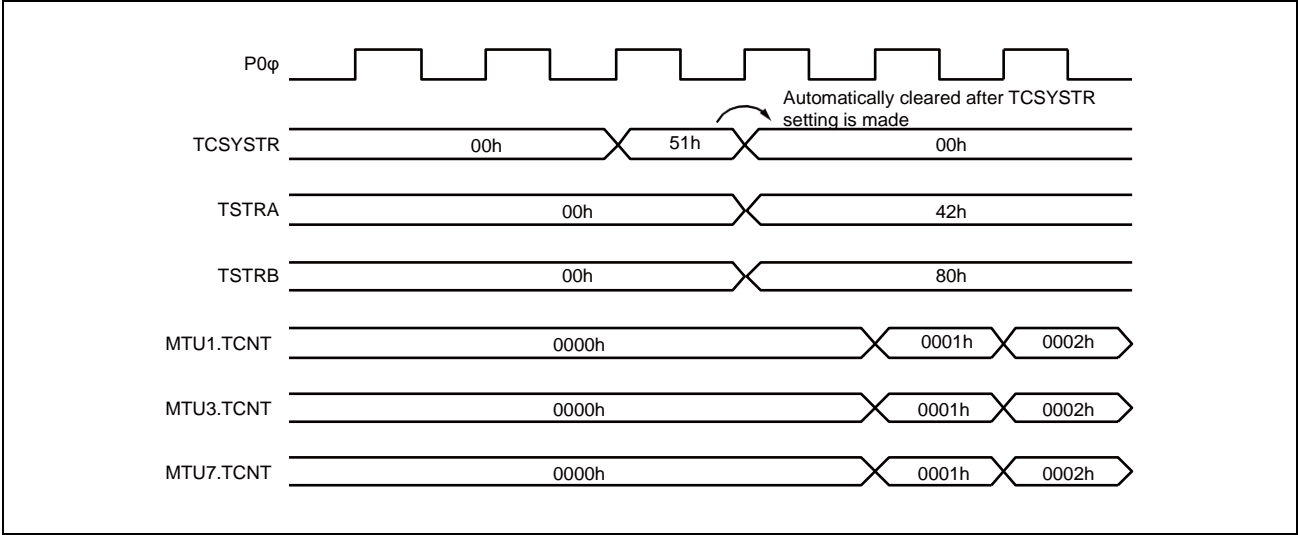 P0φ
Automatically cleared after TCSYSTR
setting is made
TCSYSTR 00h 51h 00h
TSTRA 00h 42h
TSTRB 00h 80h
MTU1.TCNT 0000h 0001h 0002h
MTU3.TCNT 0000h 0001h 0002h
MTU7.TCNT 0000h 0001h 0002h